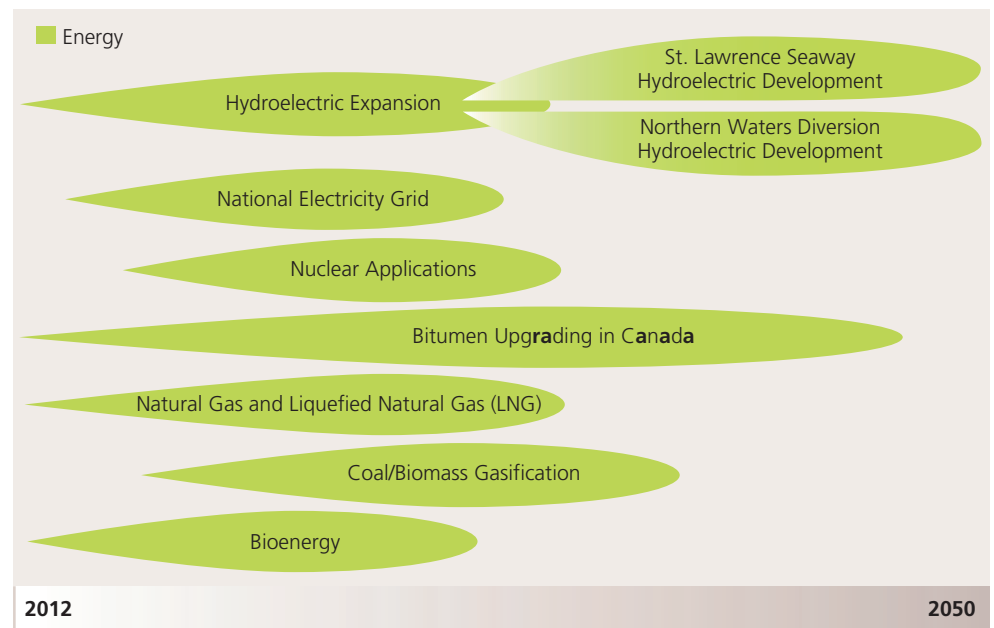 Energy
St. Lawrence Seaway
Hydroelectric Development
Hydroelectric Expansion
Northern Waters Diversion
Hydroelectric Development
National Electricity Grid
Nuclear Applications
Bitumen Upgrading in Canada
Natural Gas and Liquefied Natural Gas (LNG)
Coal/Biomass Gasification
Bioenergy
2012
2050